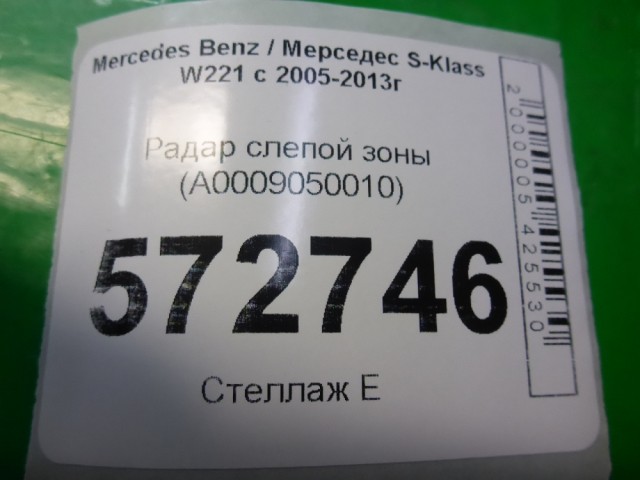 Mercedes Benz / Мерседес S-Klass
W221 с 2005-2013г
Радар слепой зоны
(A0009050010)
572746
Стеллаж Е
2000005425530